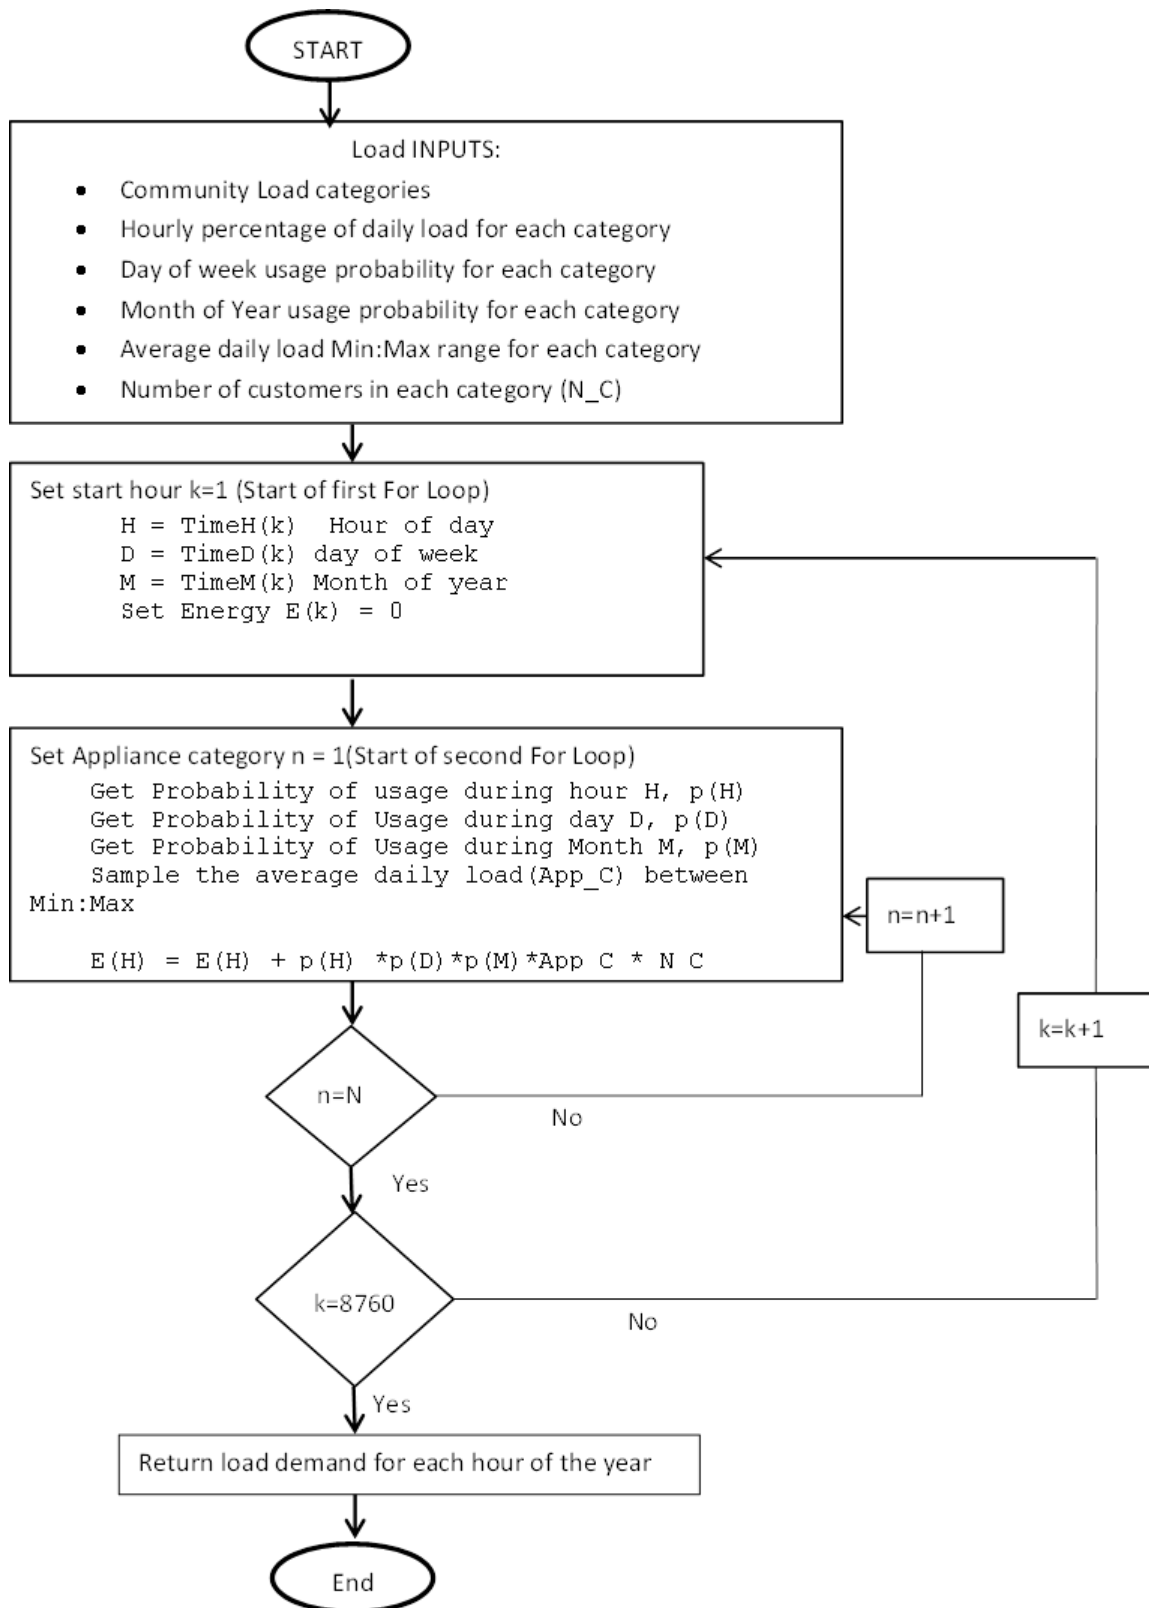 START
Load INPUTS:
• Community Load categories
• Hourly percentage of daily load for each category
• Day of week usage probability for each category
• Month of Year usage probability for each category
• Average daily load Min:Max range for each category
• Number of customers in each category (N_C)
Set start hour k=1 (Start of first For Loop)
H = TimeH(k)  Hour of day
D = TimeD(k) day of week
M = TimeM(k) Month of year
Set Energy E(k) = 0
Set Appliance category n = 1(Start of second For Loop)
Get Probability of usage during hour H, p(H)
Get Probability of Usage during day D, p(D)
Get Probability of Usage during Month M, p(M)
Sample the average daily load(App_C) between
Min:Max
E(H) = E(H) + p(H) *p(D)*p(M)*App C * N C
n=n+1
k=k+1
n=N
No
Yes
k=8760
No
Yes
Return load demand for each hour of the year
End